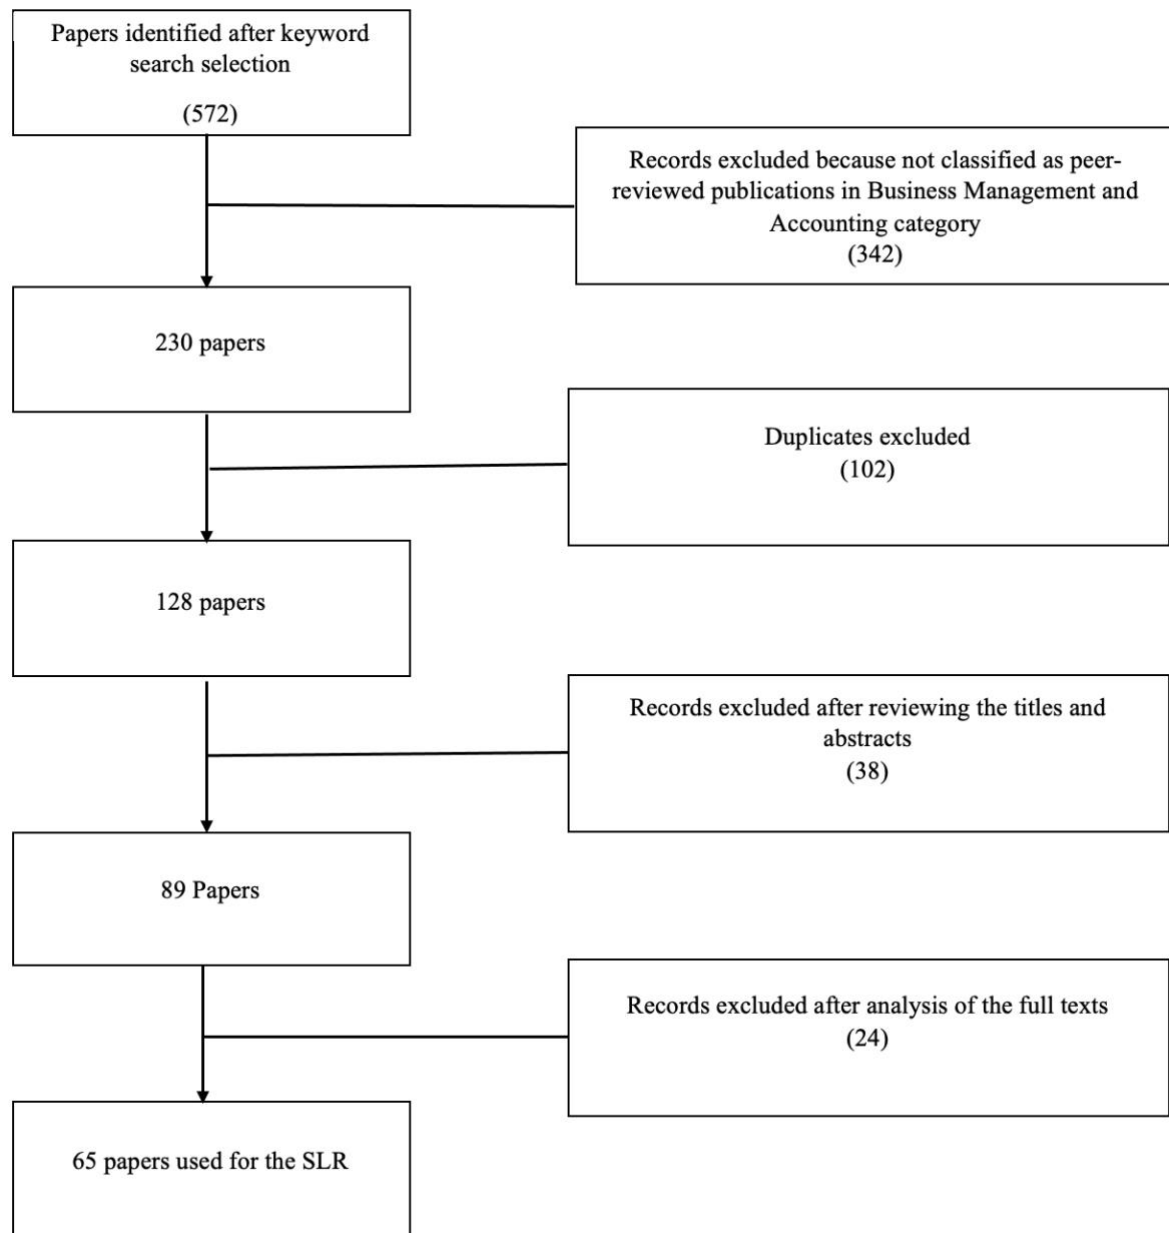 Papers identified after keyword
search selection
(572)
Records excluded because not classified as peer-
reviewed publications in Business Management and
Accounting category
(342)
230 papers
Duplicates excluded
(102)
128 papers
Records excluded after reviewing the titles and
abstracts
(38)
89 Papers
Records excluded after analysis of the full texts
(24)
65 papers used for the SLR